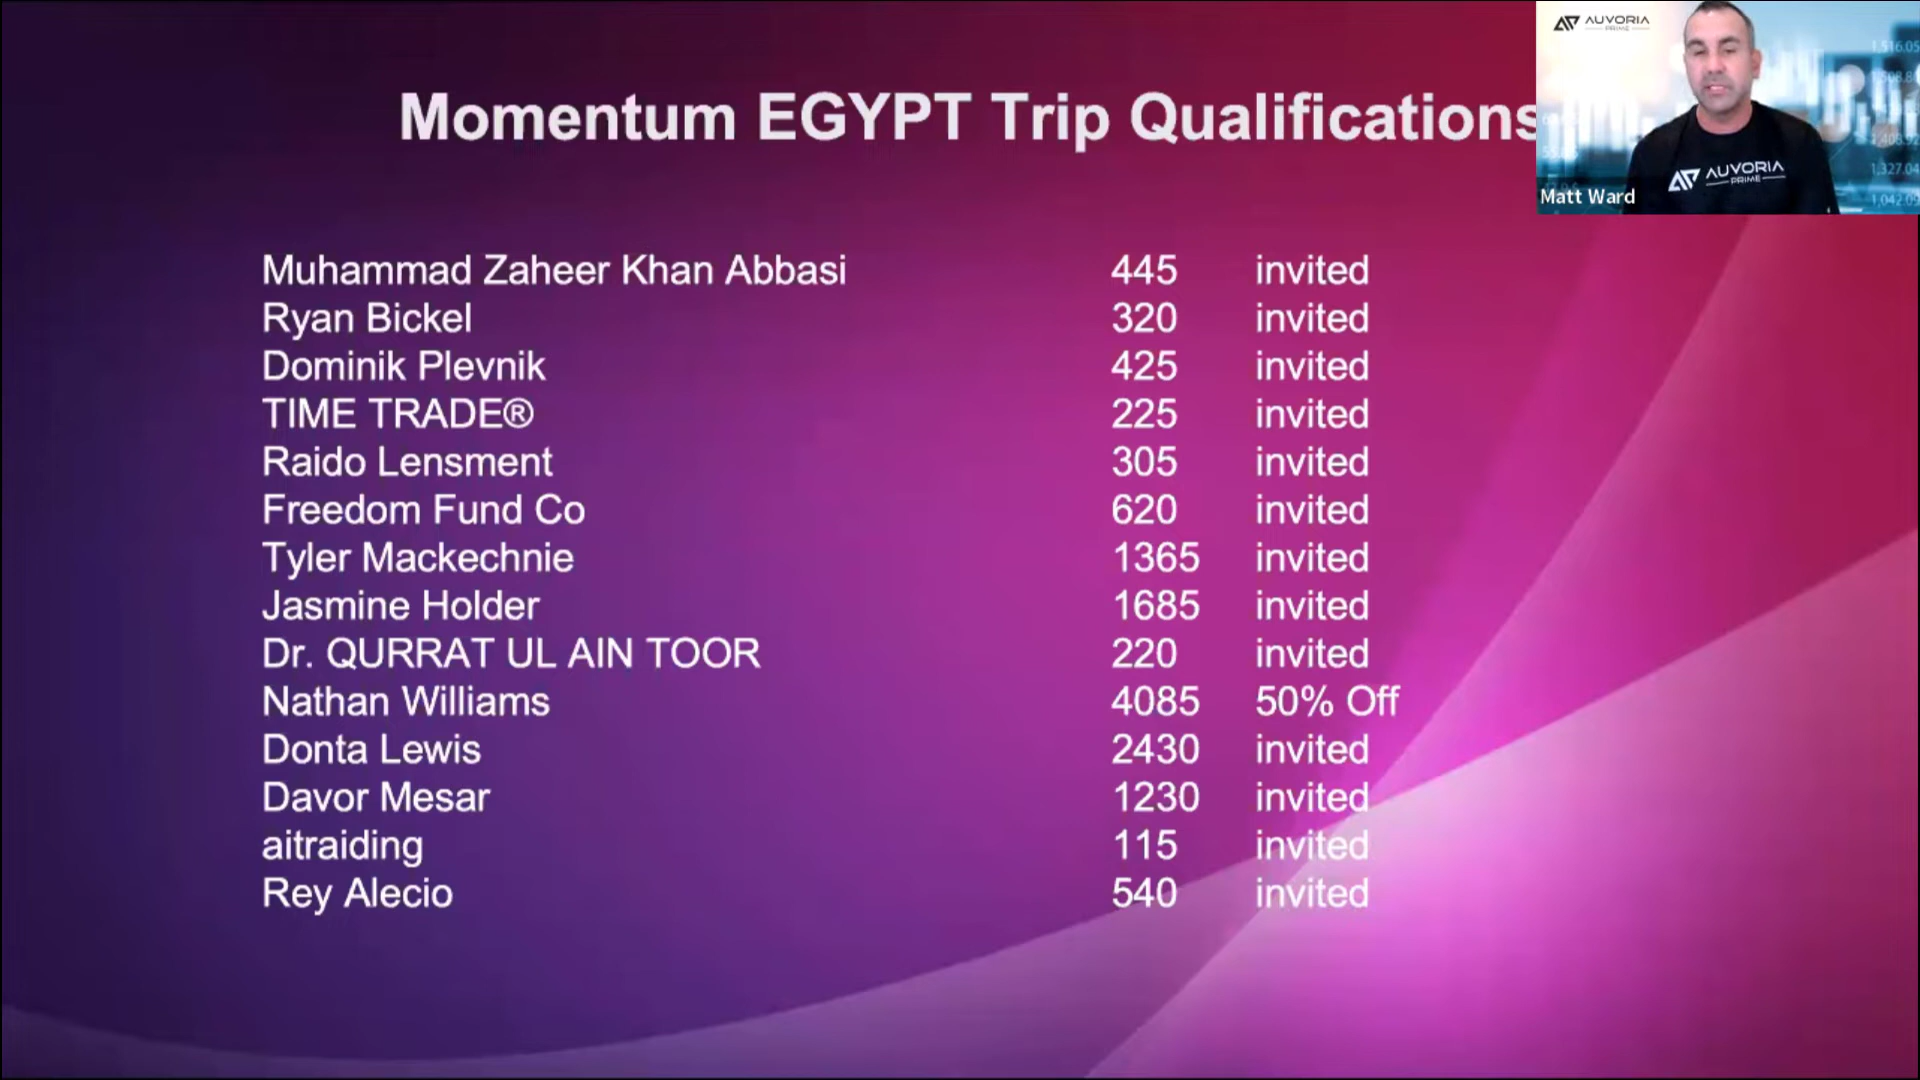 Momentum EGYPT Trip Qualifications
AUVORIA
PRIME
AUVORIA
PRIME
Matt Ward
Muhammad Zaheer Khan Abbasi 445 invited
Ryan Bickel 320 invited
Dominik Plevnik 425 invited
TIME TRADE® 225 invited
Raido Lensment 305 invited
Freedom Fund Co 620 invited
Tyler Mackechnie 1365 invited
Jasmine Holder 1685 invited
Dr. QURRAT UL AIN TOOR 220 invited
Nathan Williams 4085 50% Off
Donta Lewis 2430 invited
Davor Mesar 1230 invited
aitraiding 115 invited
Rey Alecio 540 invited